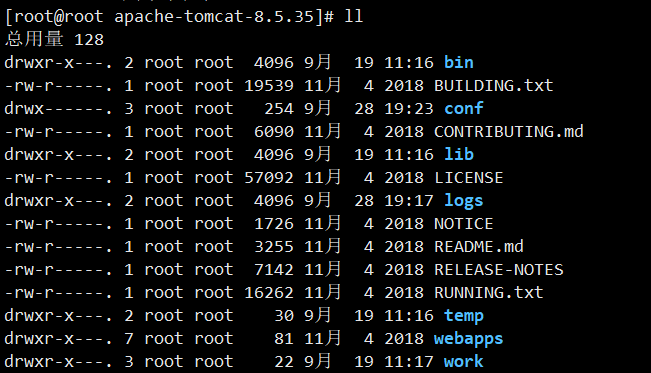 [root@root apache-tomcat-8.5.35]# ll
总用量 128
drwxr-x---. 2 root root  4096 9月  19 11:16 bin
-rw-r-----. 1 root root 19539 11月  4 2018 BUILDING.txt
drwx------. 3 root root   254 9月  28 19:23 conf
-rw-r-----. 1 root root  6090 11月  4 2018 CONTRIBUTING.md
drwxr-x---. 2 root root  4096 9月  19 11:16 lib
-rw-r-----. 1 root root 57092 11月  4 2018 LICENSE
drwxr-x---. 2 root root  4096 9月  28 19:17 logs
-rw-r-----. 1 root root  1726 11月  4 2018 NOTICE
-rw-r-----. 1 root root  3255 11月  4 2018 README.md
-rw-r-----. 1 root root  7142 11月  4 2018 RELEASE-NOTES
-rw-r-----. 1 root root 16262 11月  4 2018 RUNNING.txt
drwxr-x---. 2 root root    30 9月  19 11:16 temp
drwxr-x---. 7 root root    81 11月  4 2018 webapps
drwxr-x---. 3 root root    22 9月  19 11:17 work